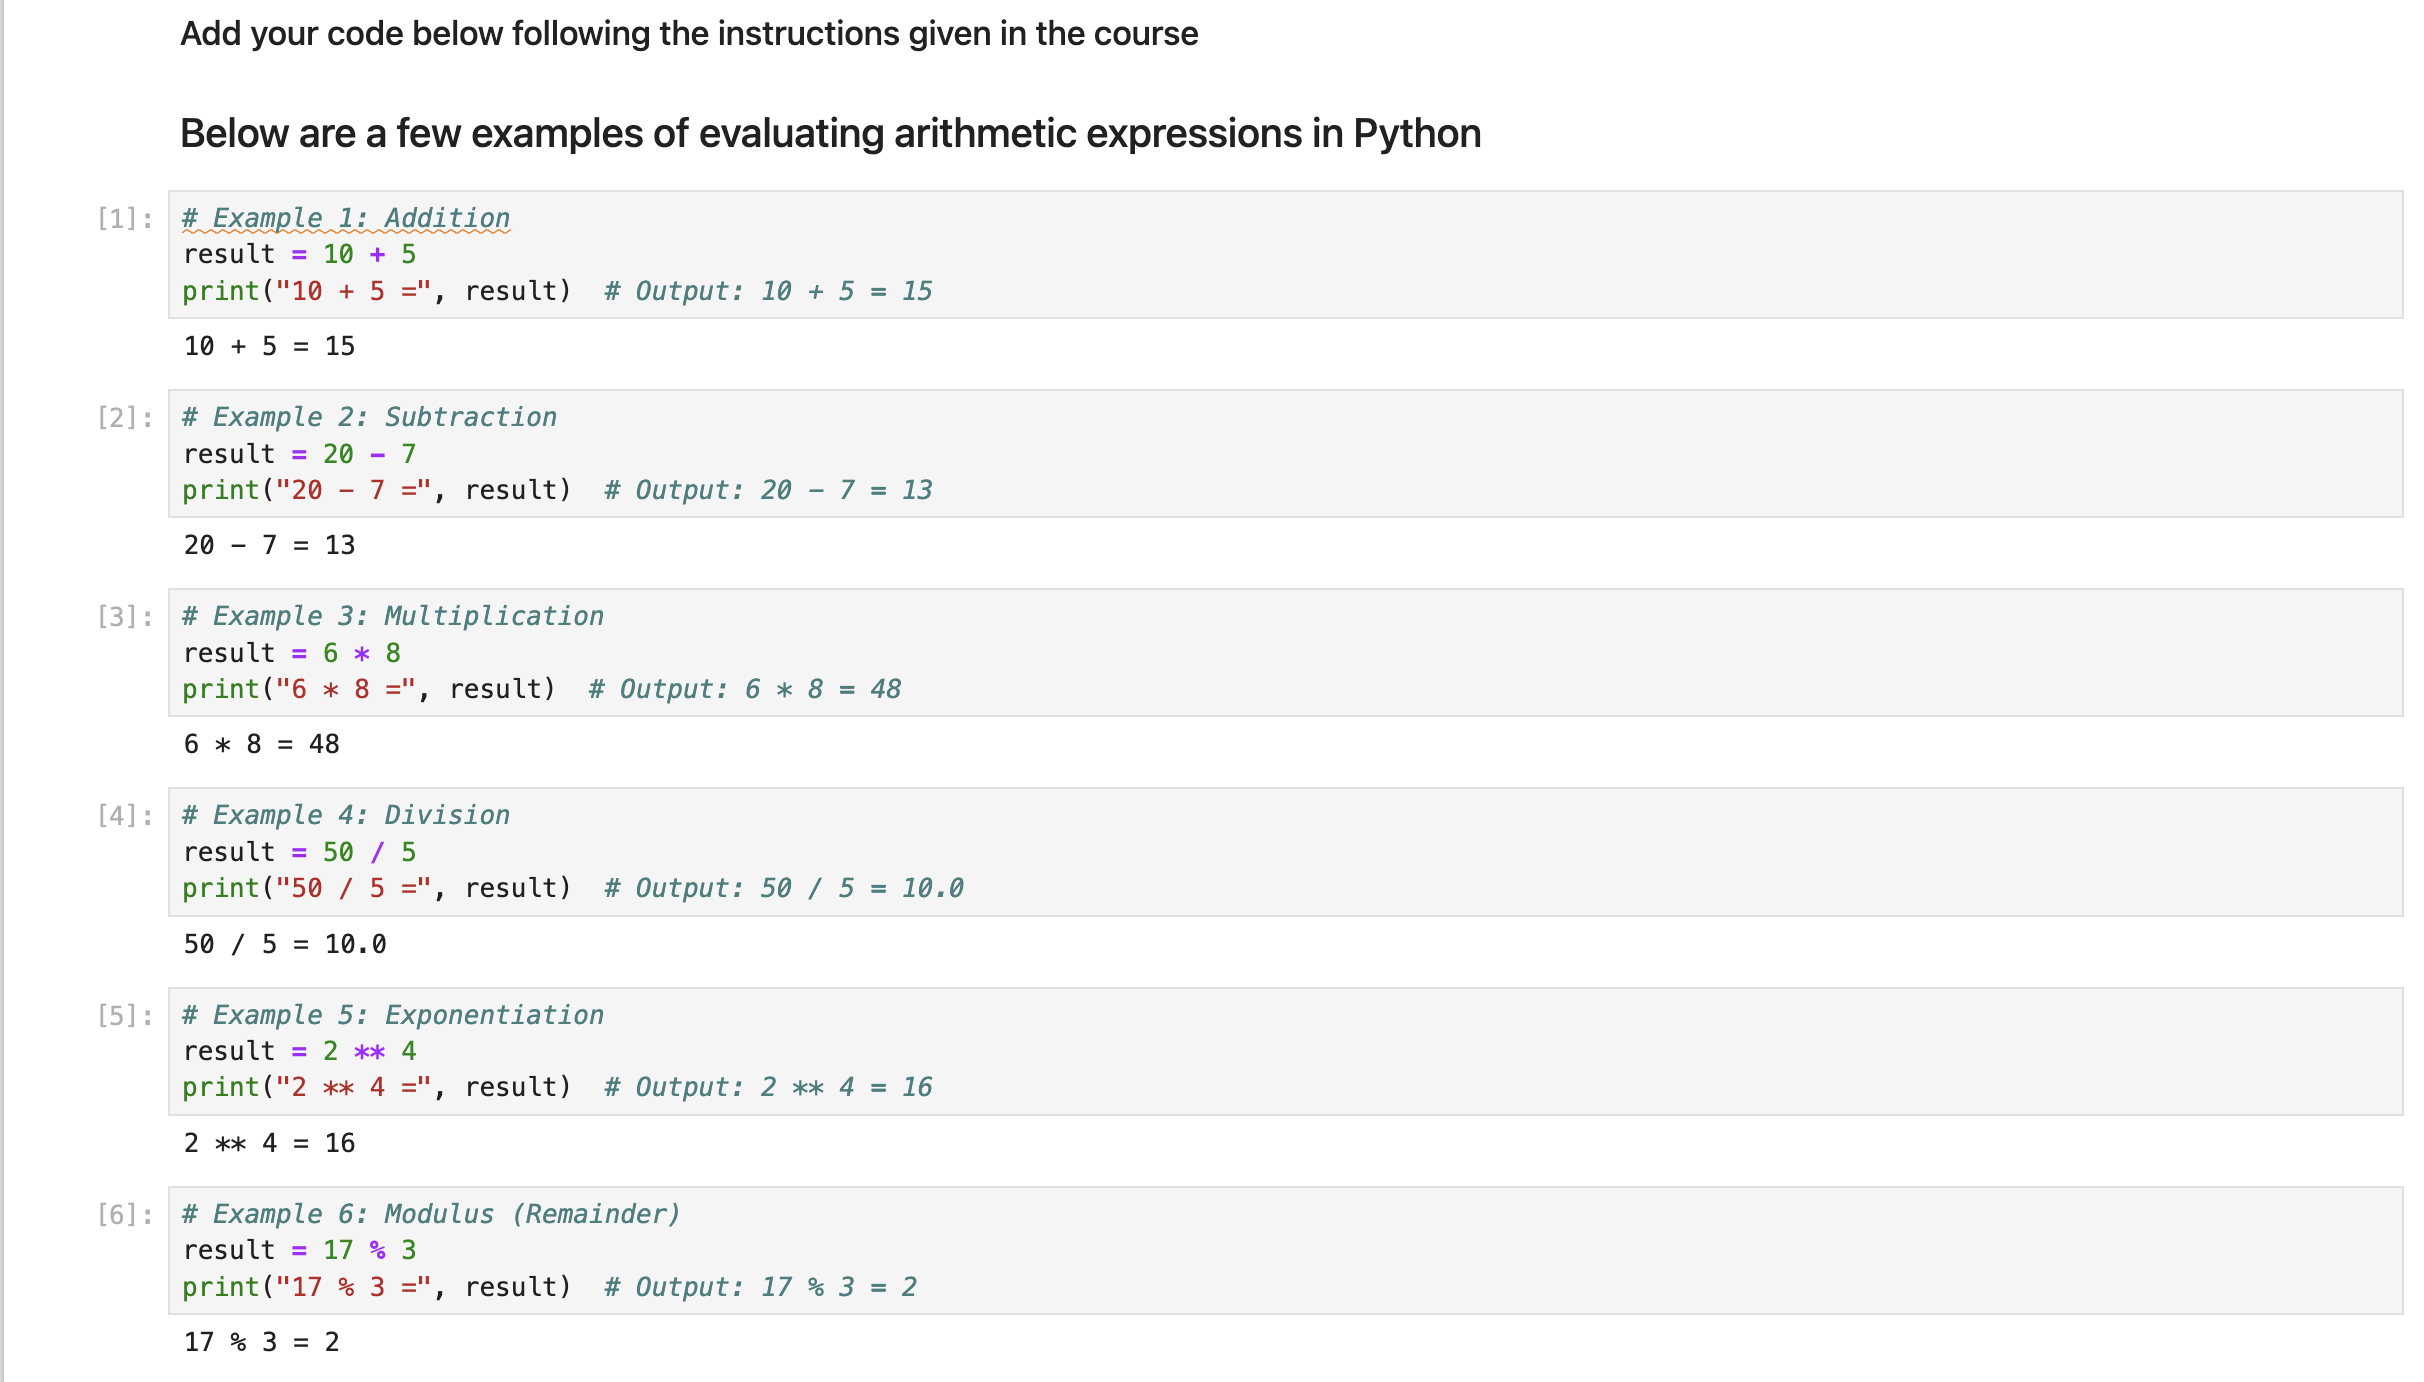 Add your code below following the instructions given in the course
Below are a few examples of evaluating arithmetic expressions in Python
[1]: # Example 1: Addition
result = 10 + 5
print("10 + 5 =", result)  # Output: 10 + 5 = 15
10 + 5 = 15
[2]: # Example 2: Subtraction
result = 20 - 7
print("20 - 7 =", result)  # Output: 20 - 7 = 13
20 - 7 = 13
[3]: # Example 3: Multiplication
result = 6 * 8
print("6 * 8 =", result)  # Output: 6 * 8 = 48
6 * 8 = 48
[4]: # Example 4: Division
result = 50 / 5
print("50 / 5 =", result)  # Output: 50 / 5 = 10.0
50 / 5 = 10.0
[5]: # Example 5: Exponentiation
result = 2 ** 4
print("2 ** 4 =", result)  # Output: 2 ** 4 = 16
2 ** 4 = 16
[6]: # Example 6: Modulus (Remainder)
result = 17 % 3
print("17 % 3 =", result)  # Output: 17 % 3 = 2
17 % 3 = 2